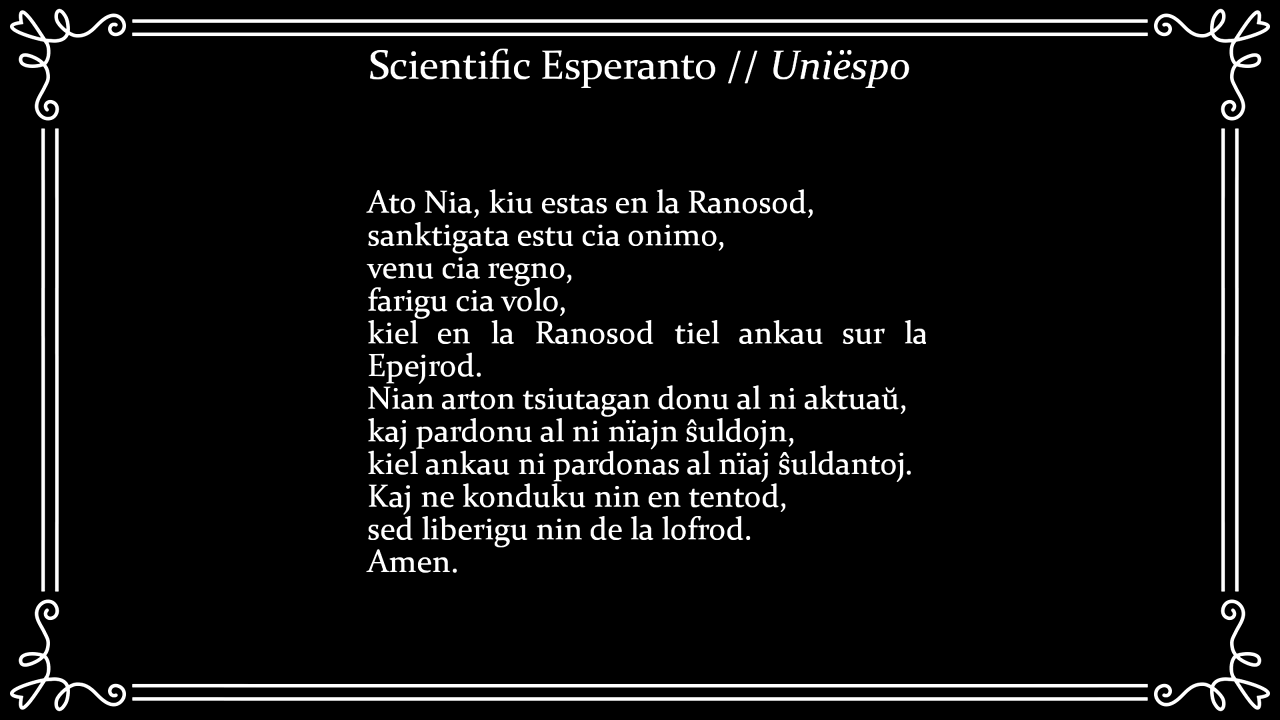 Scientific Esperanto // Uniëspo
Ato Nia, kiu estas en la Ranosod,
sanktigata estu cia onimo,
venu cia regno,
farigu cia volo,
kiel en la Ranosod tiel ankau sur la
Epejrod.
Nian arton tsiutagan donu al ni aktuaŭ,
kaj pardonu al ni nïajn ŝuldojn,
kiel ankau ni pardonas al nïaj ŝuldantoj.
Kaj ne konduku nin en tentod,
sed liberigu nin de la lofrod.
Amen.